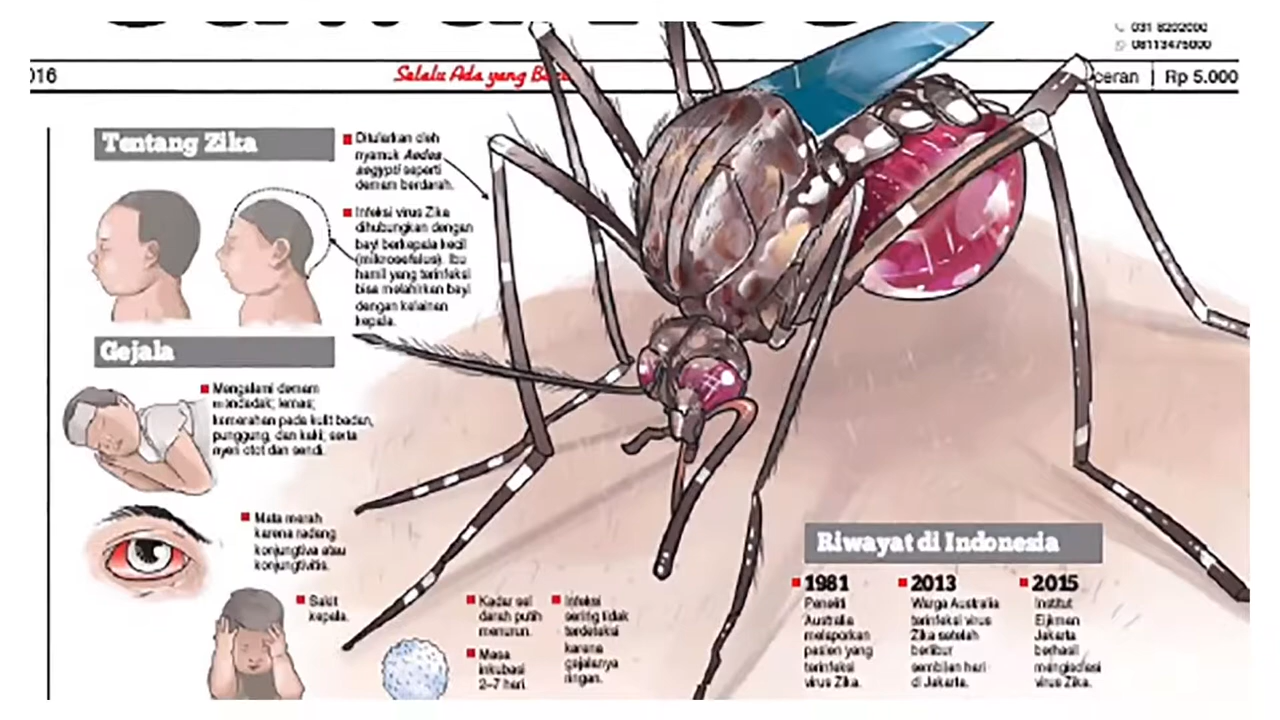 031 8202000
08113475000
016
Selalu Ada yang
ceran | Rp 5.000
Tentang Zika
Ditularkan oleh
nyamuk Aedes
aegypti seperti
demam berdarah.
Infeksi virus Zika
dihubungkan dengan
bayi berkepala kecil
(mikrosefalus). Ibu
hamil yang terinfeksi
bisa melahirkan bayi
dengan kelainan
kepala.
Gejala
Mengalami demam
mendadak; lemas;
kemerahan pada kulit badan,
punggung, dan kaki; serta
nyeri otot dan sendi.
Mata merah
karena radang
konjungtiva atau
konjungtivitis.
Sakit
kepala.
Kadar sel
darah putih
menurun.
Masa
inkubasi
2-7 hari.
Infeksi
sering tidak
terdeteksi
karena
gejalanya
ringan.
Riwayat di Indonesia
1981
Peneliti
Australia
melaporkan
pasien yang
terinfeksi
virus Zika.
2013
Warga Australia
terinfeksi virus
Zika setelah
berlibur
sembilan hari
di Jakarta.
2015
Institut
Eijkman
Jakarta
berhasil
mengisolasi
virus Zika.